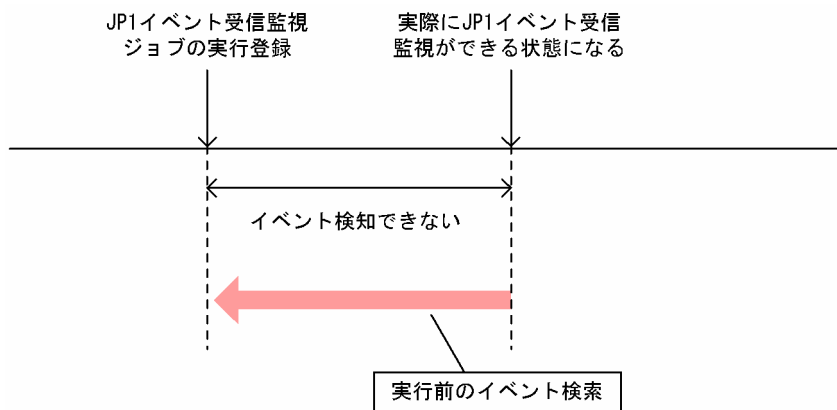 JP1イベント受信監視
ジョブの実行登録
実際にJP1イベント受信
監視ができる状態になる
イベント検知できない
実行前のイベント検索